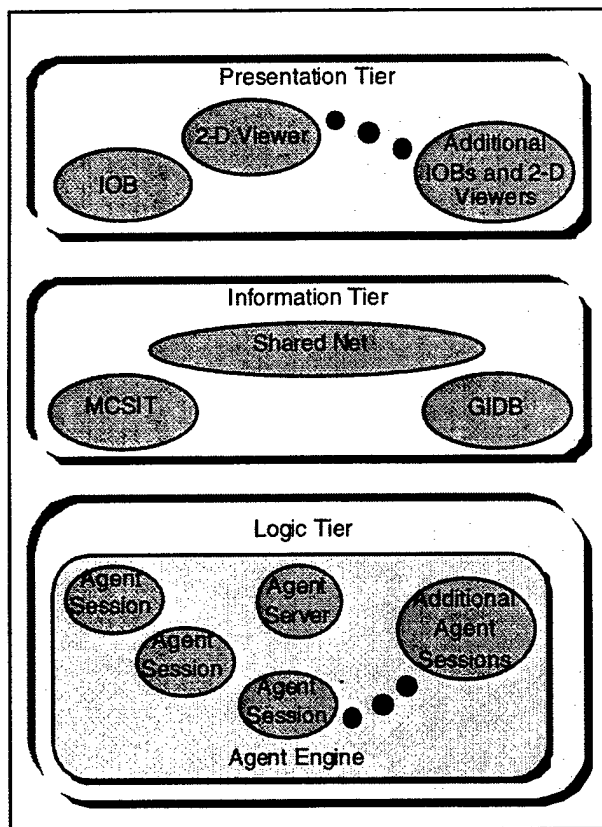 Presentation Tier
2-D Viewer
IOB
Additional
IOBs and 2-D
Viewers
Information Tier
Shared Net
MCSIT
GIDB
Logic Tier
Agent
Session
Agent
Server
Additional
Agent
Sessions
Agent
Session
Agent
Session
Agent Engine